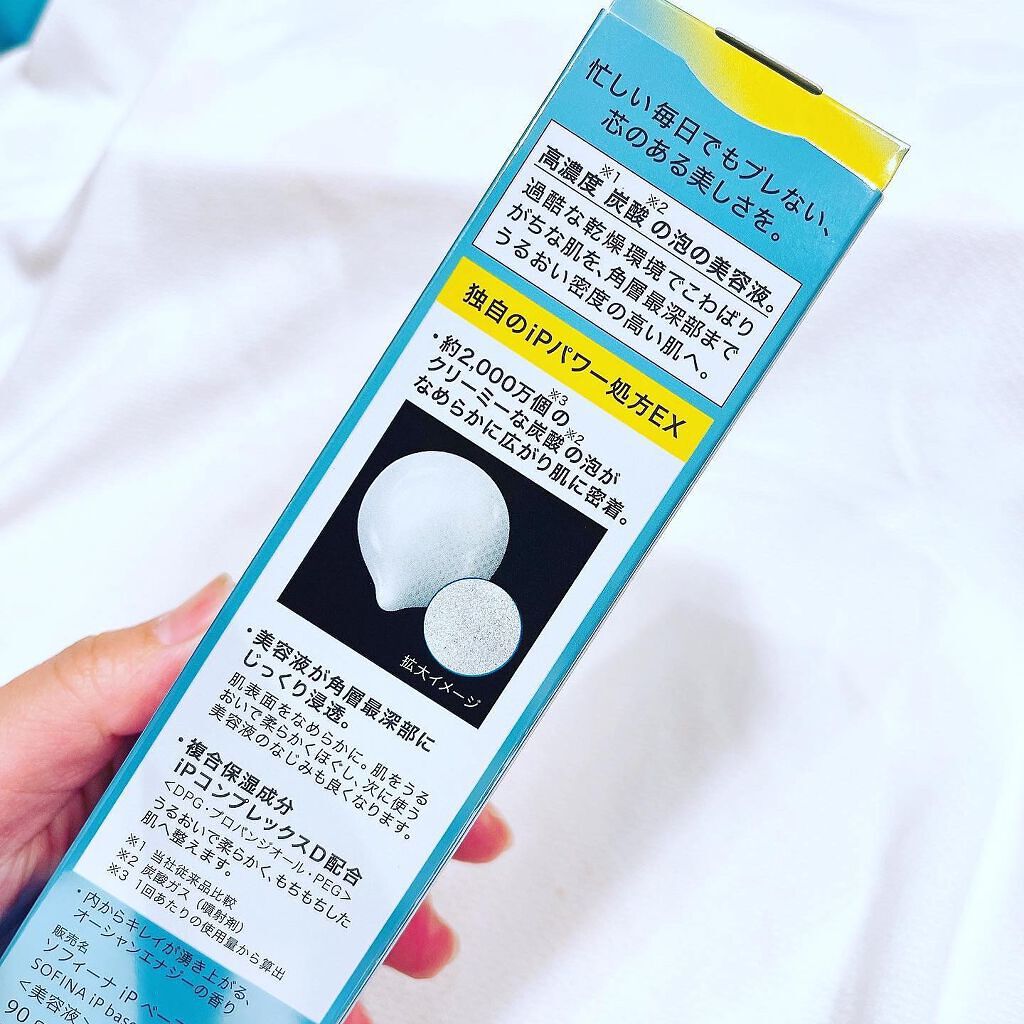 忙しい毎日でもブレない、
芯のある美しさを。
高濃度※1炭酸※2の泡の美容液。
過酷な乾燥環境でこわばり
がちな肌を、角層最深部まで
うるおい密度の高い肌へ。
独自のiPパワー処方EX
・約2,000万個※3の
クリーミーな炭酸※2の泡が
なめらかに広がり肌に密着。
拡大イメージ
・美容液が角層最深部に
じっくり浸透。
肌表面をなめらかに。肌をうる
おいで柔らかくほぐし、次に使う
美容液のなじみも良くなります。
・複合保湿成分
iPコンプレックスD配合
<DPG・プロパンジオール・PEG>
うるおいで柔らかく、もちもちした
肌へ整えます。
※1 当社従来品比較
※2 炭酸ガス(噴射剤)
※3 1回あたりの使用量から算出
・内からキレイが湧き上がる、
オーシャンエナジーの香り
販売名
ソフィーナ iP ベー
SOFINA iP base
<美容液>
90